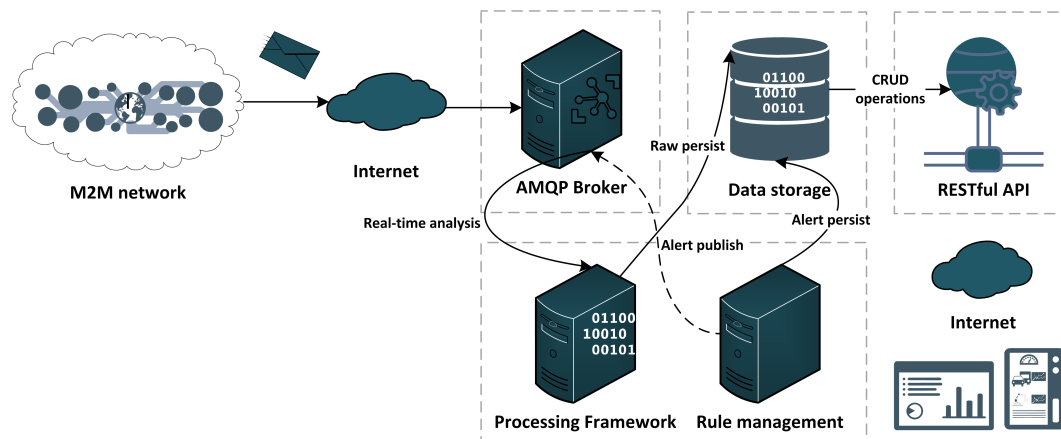 M2M network
Internet
AMQP Broker
01100
10010
00101
Data storage
CRUD
operations
RESTful API
Raw persist
Real-time analysis
Alert publish
Alert persist
01100
10010
00101
Processing Framework
Rule management
Internet